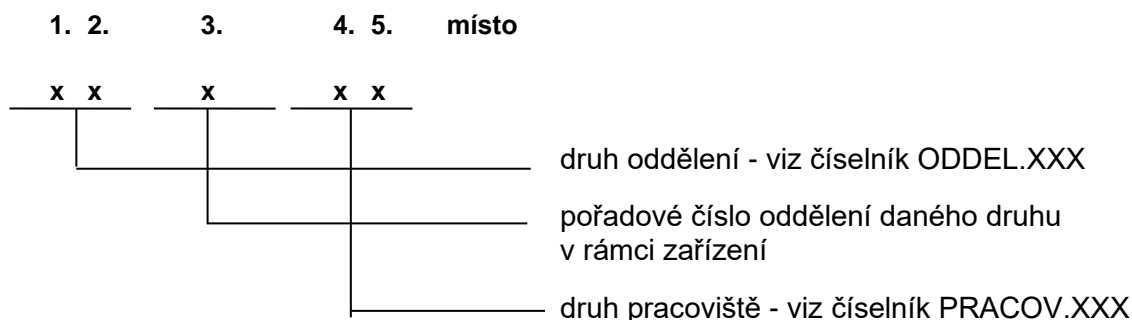 1. 2. 3. 4. 5. místo
x x x x x
druh oddělení - viz číselník ODDEL.XXX
pořadové číslo oddělení daného druhu
v rámci zařízení
druh pracoviště - viz číselník PRACOV.XXX